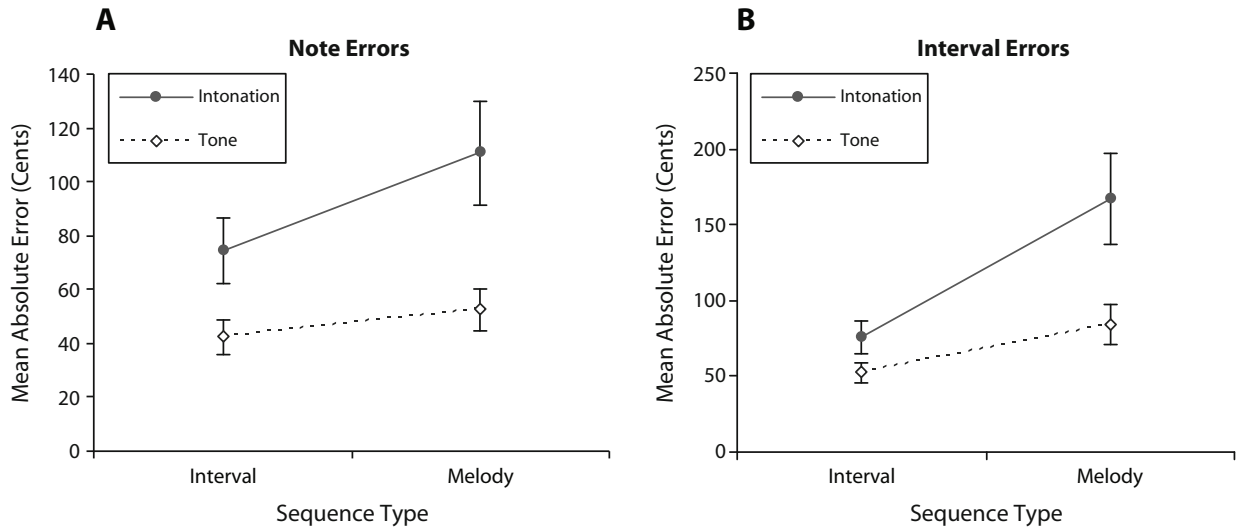 A
Note Errors
Mean Absolute Error (Cents)
140
120
100
80
60
40
20
0
Intonation
Tone
Interval Melody
Sequence Type
B
Interval Errors
Mean Absolute Error (Cents)
250
200
150
100
50
0
Intonation
Tone
Interval Melody
Sequence Type